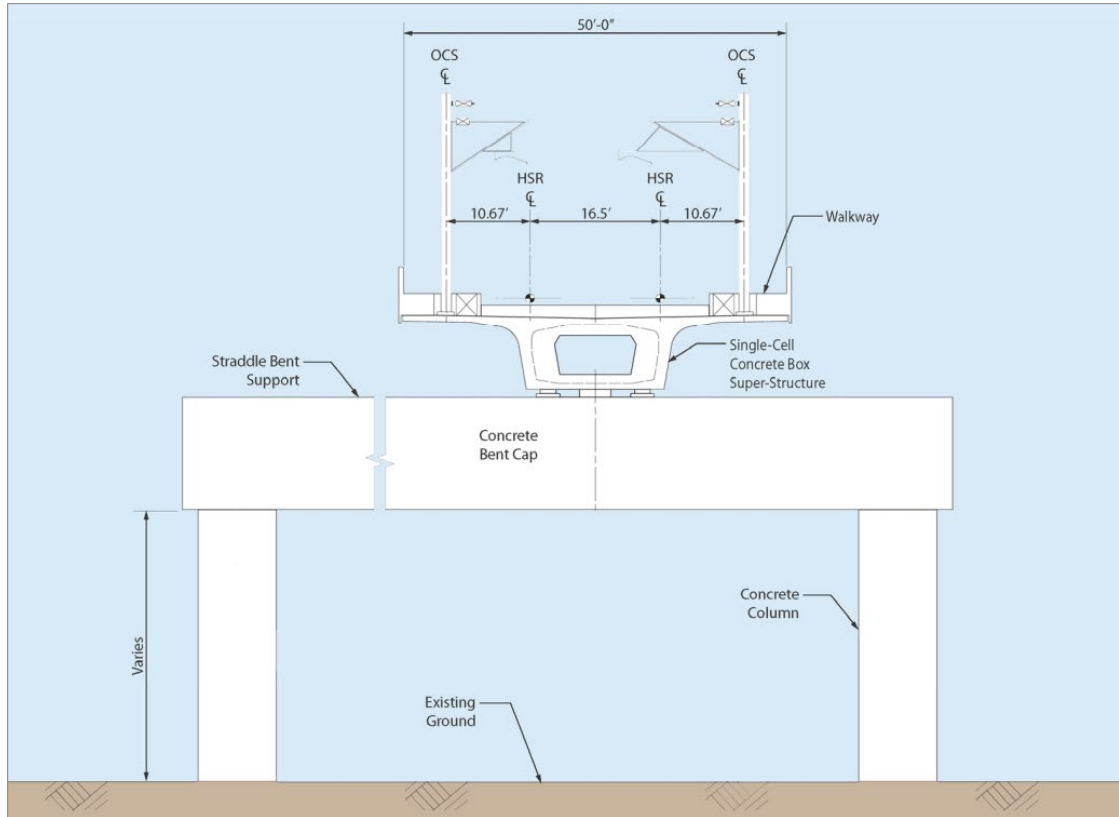 50'-0"
OCS
℄
OCS
℄
HSR
℄
HSR
℄
10.67'
16.5'
10.67'
Walkway
Single-Cell
Concrete Box
Super-Structure
Straddle Bent
Support
Concrete
Bent Cap
Concrete
Column
Varies
Existing
Ground